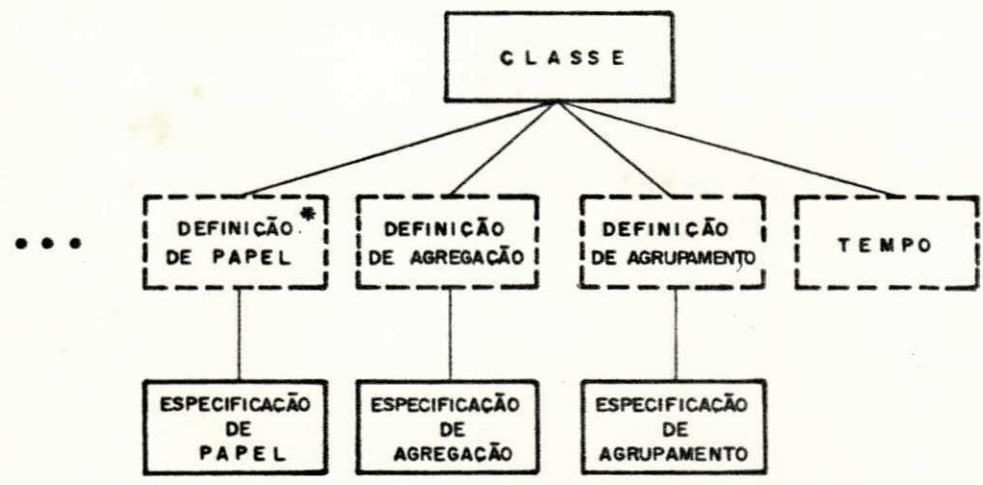 CLASSE
DEFINIÇÃO *
DE PAPEL
DEFINIÇÃO
DE AGREGAÇÃO
DEFINIÇÃO
DE AGRUPAMENTO
TEMPO
•••
ESPECIFICAÇÃO
DE
PAPEL
ESPECIFICAÇÃO
DE
AGREGAÇÃO
ESPECIFICAÇÃO
DE
AGRUPAMENTO